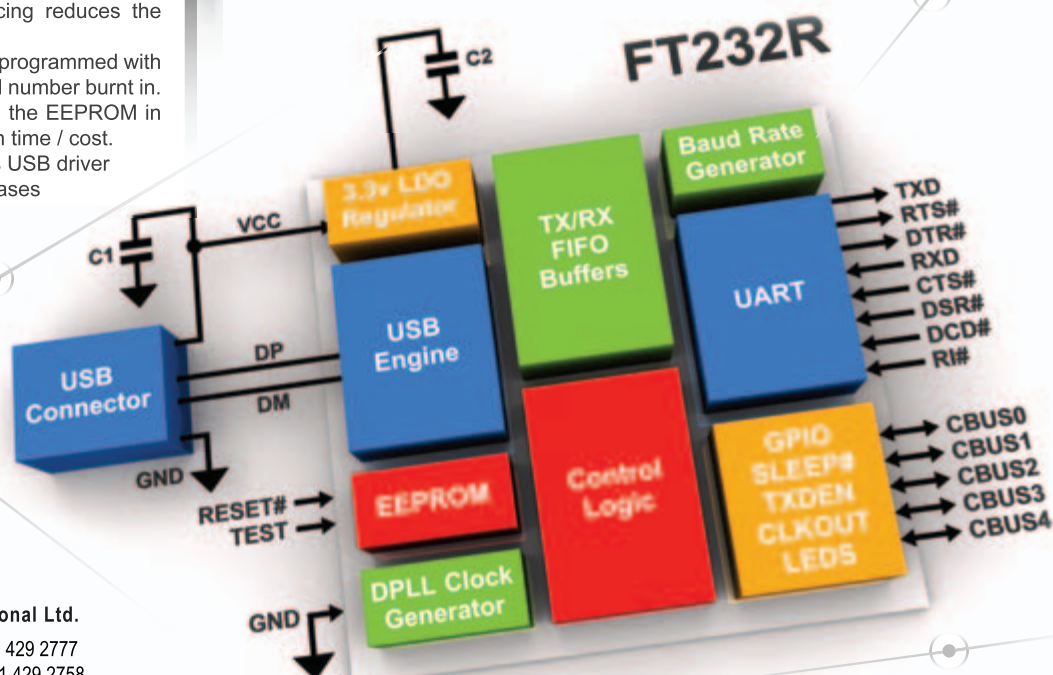 cing reduces the
programmed with
number burnt in.
the EEPROM in
time / cost.
USB driver
ases
FT232R
C2
3.3v LDO
Regulator
TX/RX
FIFO
Buffers
Baud Rate
Generator
VCC
C1
USB
Engine
UART
TXD
RTS#
DTR#
RXD
CTS#
DSR#
DCD#
RI#
USB
Connector
DP
DM
GND
RESET#
TEST
EEPROM
Control
Logic
GPIO
SLEEP#
TXDEN
CLKOUT
LEDS
CBUS0
CBUS1
CBUS2
CBUS3
CBUS4
DPLL Clock
Generator
GND
onal Ltd.
429 2777
429 2758